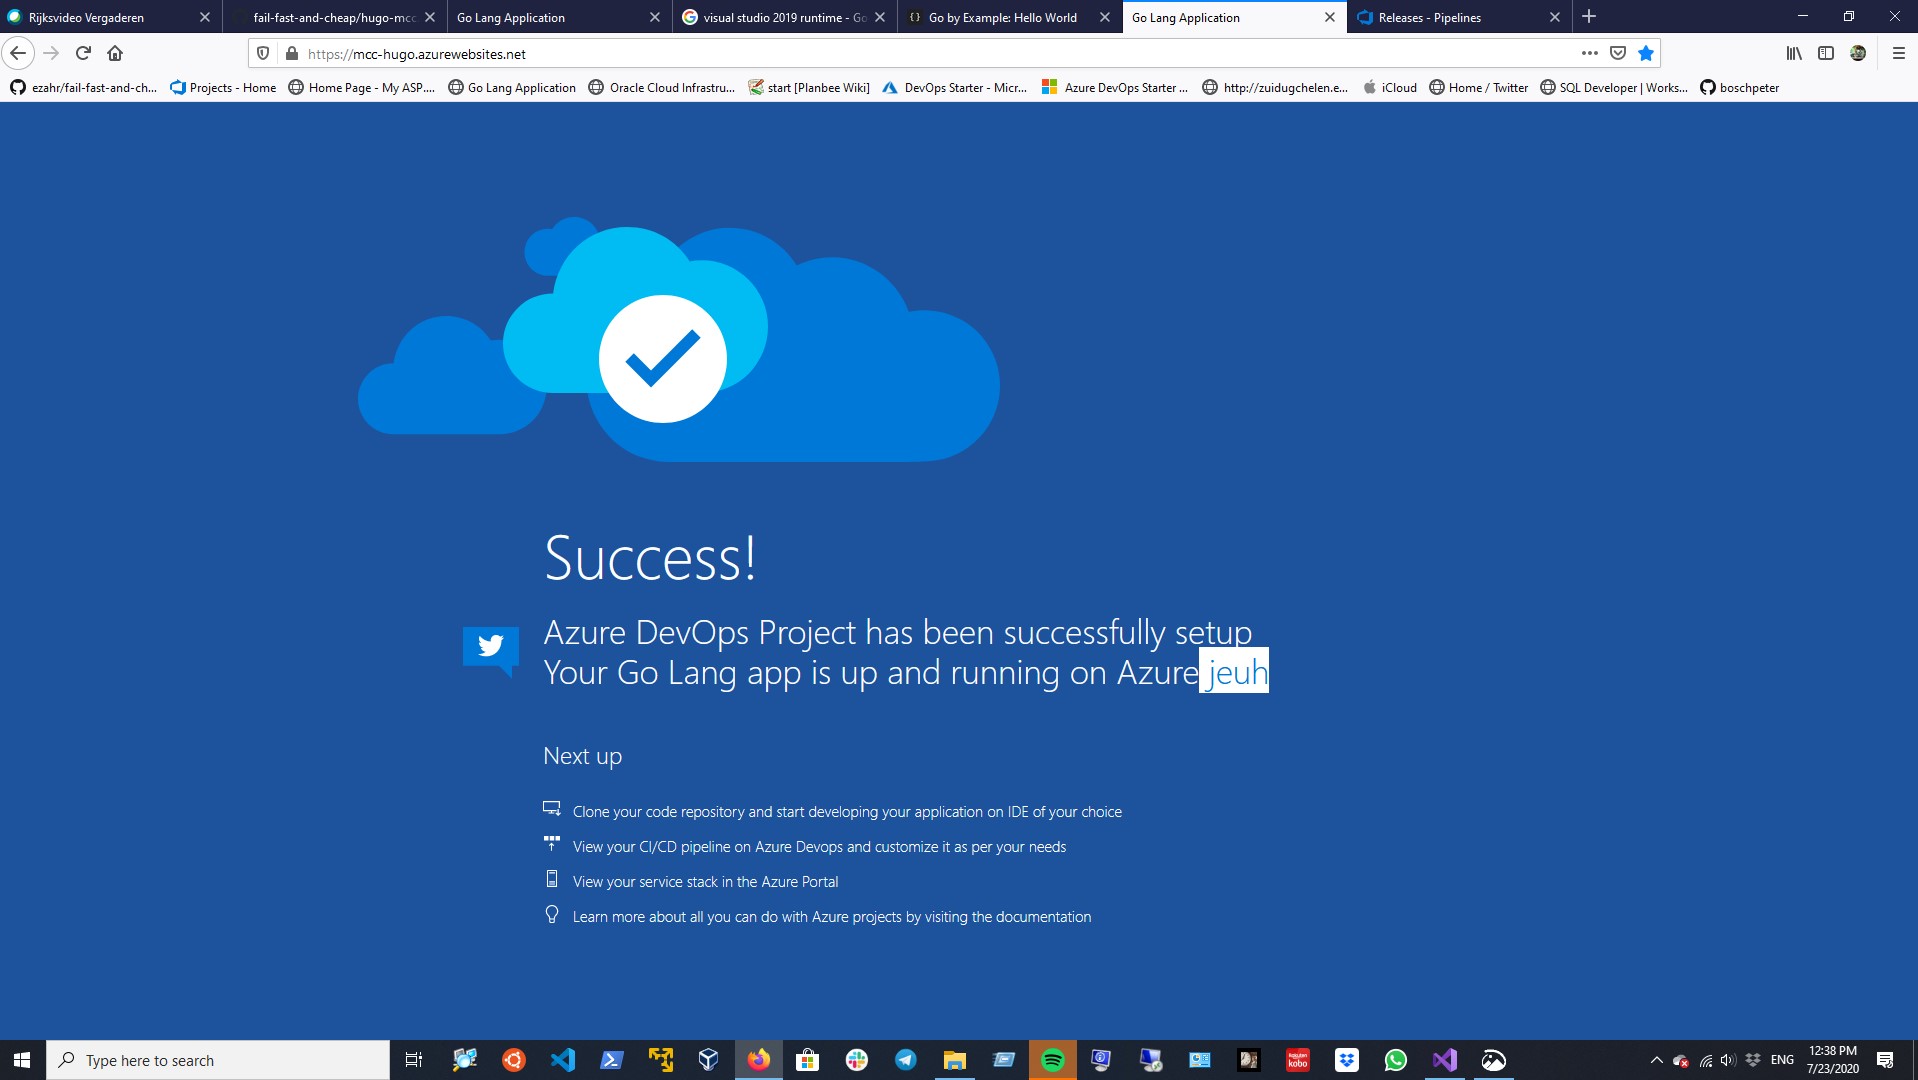 Rijksvideo Vergaderen
fail-fast-and-cheap/hugo-mcc
Go Lang Application
visual studio 2019 runtime - Go
Go by Example: Hello World
Go Lang Application
Releases - Pipelines
https://mcc-hugo.azurewebsites.net
ezahr/fail-fast-and-ch...
Projects - Home
Home Page - My ASP....
Go Lang Application
Oracle Cloud Infrastru...
start [Planbee Wiki]
DevOps Starter - Micr...
Azure DevOps Starter ...
http://zuidugchelen.e...
iCloud
Home / Twitter
SQL Developer | Works...
boschpeter
Success!
Azure DevOps Project has been successfully setup
Your Go Lang app is up and running on Azure jeuh
Next up
Clone your code repository and start developing your application on IDE of your choice
View your CI/CD pipeline on Azure Devops and customize it as per your needs
View your service stack in the Azure Portal
Learn more about all you can do with Azure projects by visiting the documentation
Type here to search
Rakuten
kobo
ENG
12:38 PM
7/23/2020